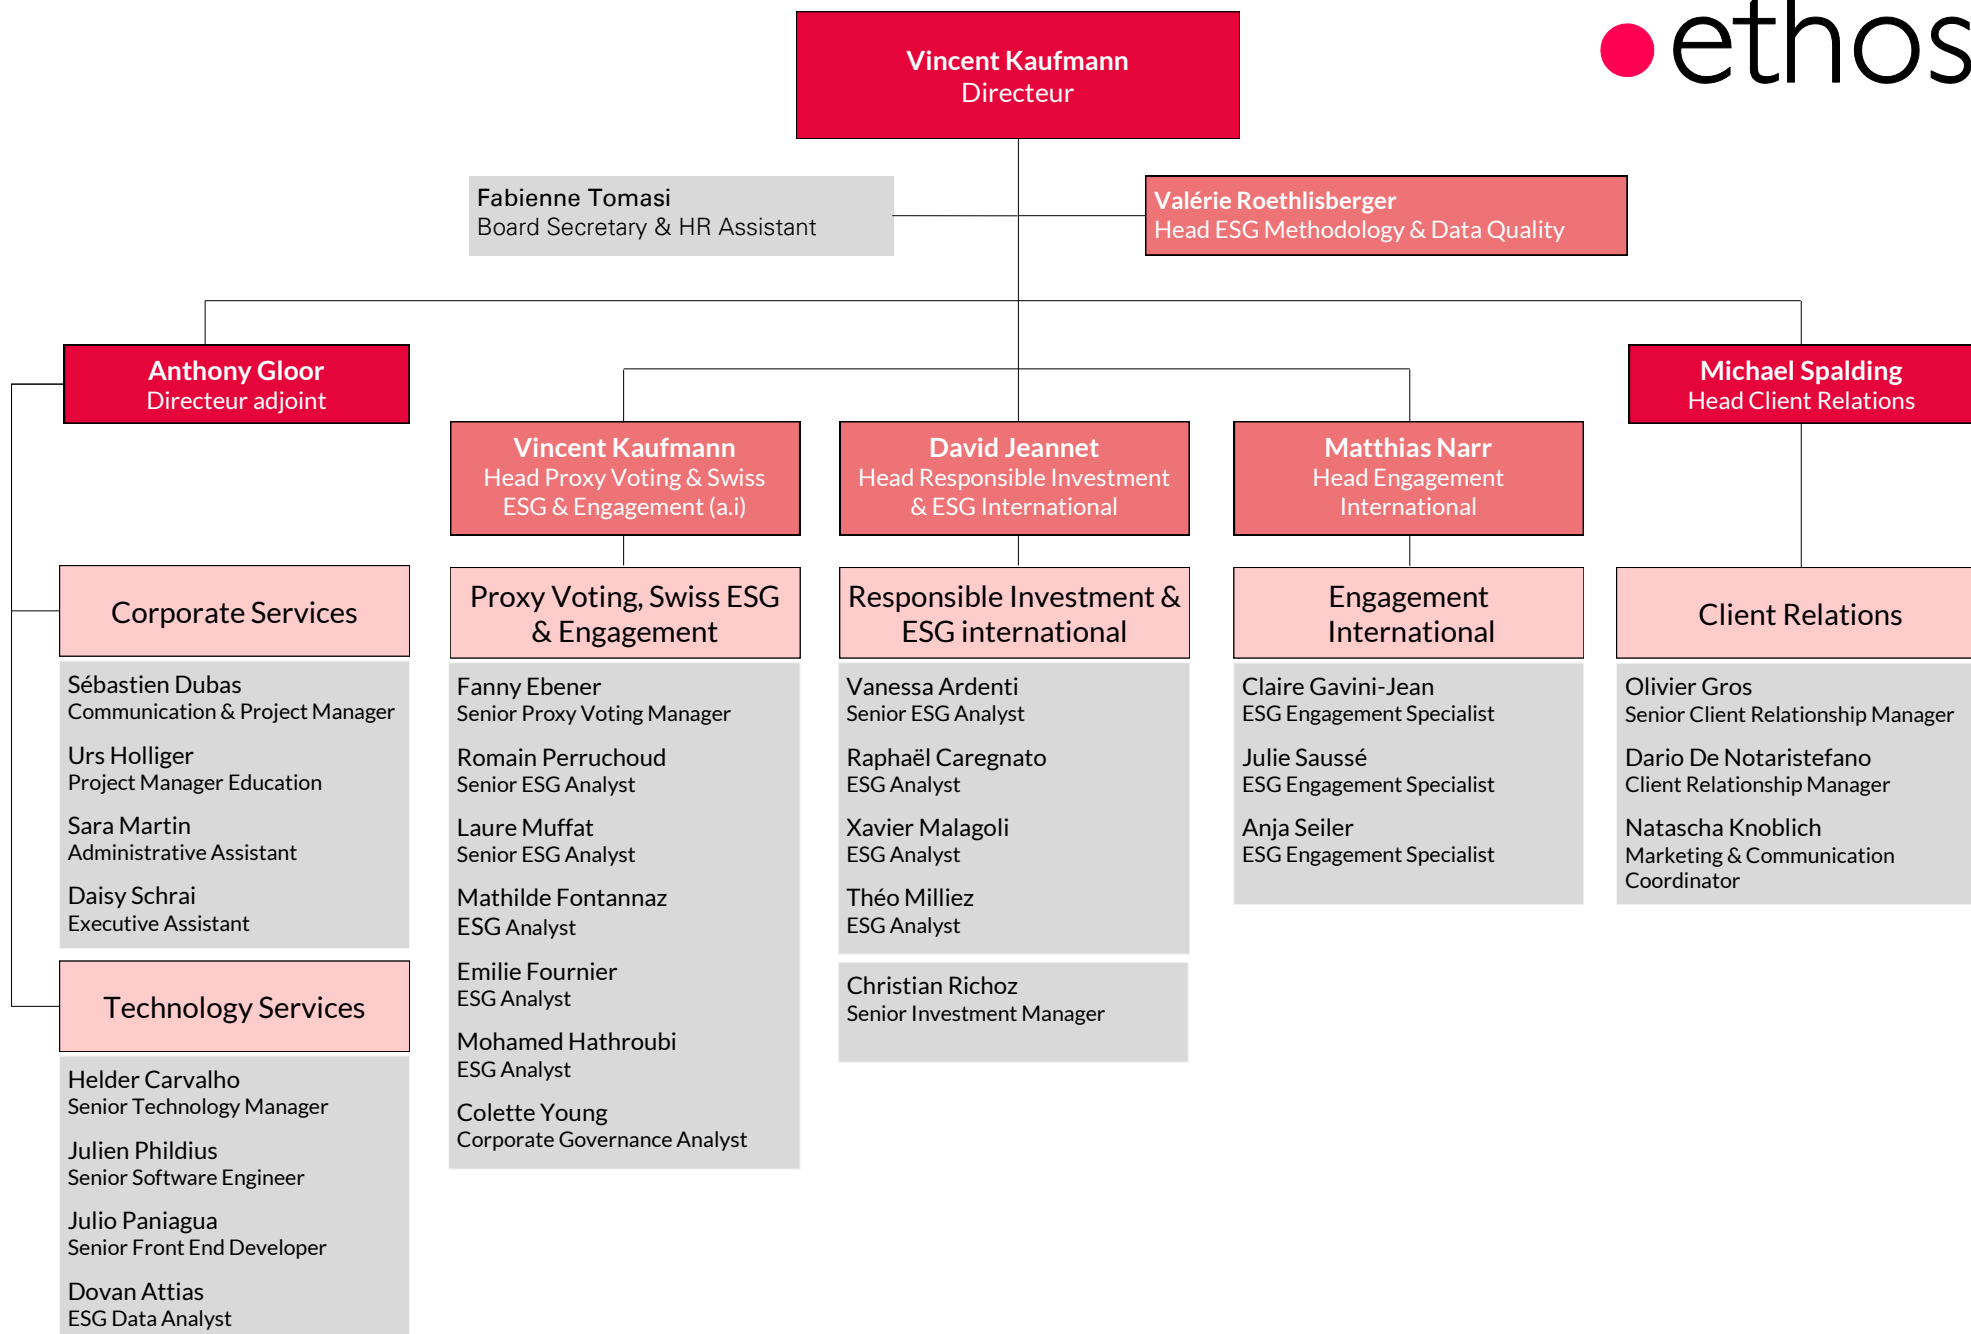 ethos
Vincent Kaufmann
Directeur
Fabienne Tomasi
Board Secretary & HR Assistant
Valérie Roethlisberger
Head ESG Methodology & Data Quality
Anthony Gloor
Directeur adjoint
Michael Spalding
Head Client Relations
Vincent Kaufmann
Head Proxy Voting & Swiss
ESG & Engagement (a.i)
David Jeannet
Head Responsible Investment
& ESG International
Matthias Narr
Head Engagement
International
Corporate Services
Sébastien Dubas
Communication & Project Manager
Urs Holliger
Project Manager Education
Sara Martin
Administrative Assistant
Daisy Schrai
Executive Assistant
Technology Services
Helder Carvalho
Senior Technology Manager
Julien Phildius
Senior Software Engineer
Julio Paniagua
Senior Front End Developer
Dovan Attias
ESG Data Analyst
Proxy Voting, Swiss ESG
& Engagement
Fanny Ebener
Senior Proxy Voting Manager
Romain Perruchoud
Senior ESG Analyst
Laure Muffat
Senior ESG Analyst
Mathilde Fontannaz
ESG Analyst
Emilie Fournier
ESG Analyst
Mohamed Hathroubi
ESG Analyst
Colette Young
Corporate Governance Analyst
Responsible Investment &
ESG international
Vanessa Ardenti
Senior ESG Analyst
Raphaël Caregnato
ESG Analyst
Xavier Malagoli
ESG Analyst
Théo Milliez
ESG Analyst
Christian Richoz
Senior Investment Manager
Engagement
International
Claire Gavini-Jean
ESG Engagement Specialist
Julie Saussé
ESG Engagement Specialist
Anja Seiler
ESG Engagement Specialist
Client Relations
Olivier Gros
Senior Client Relationship Manager
Dario De Notaristefano
Client Relationship Manager
Natascha Knoblich
Marketing & Communication
Coordinator